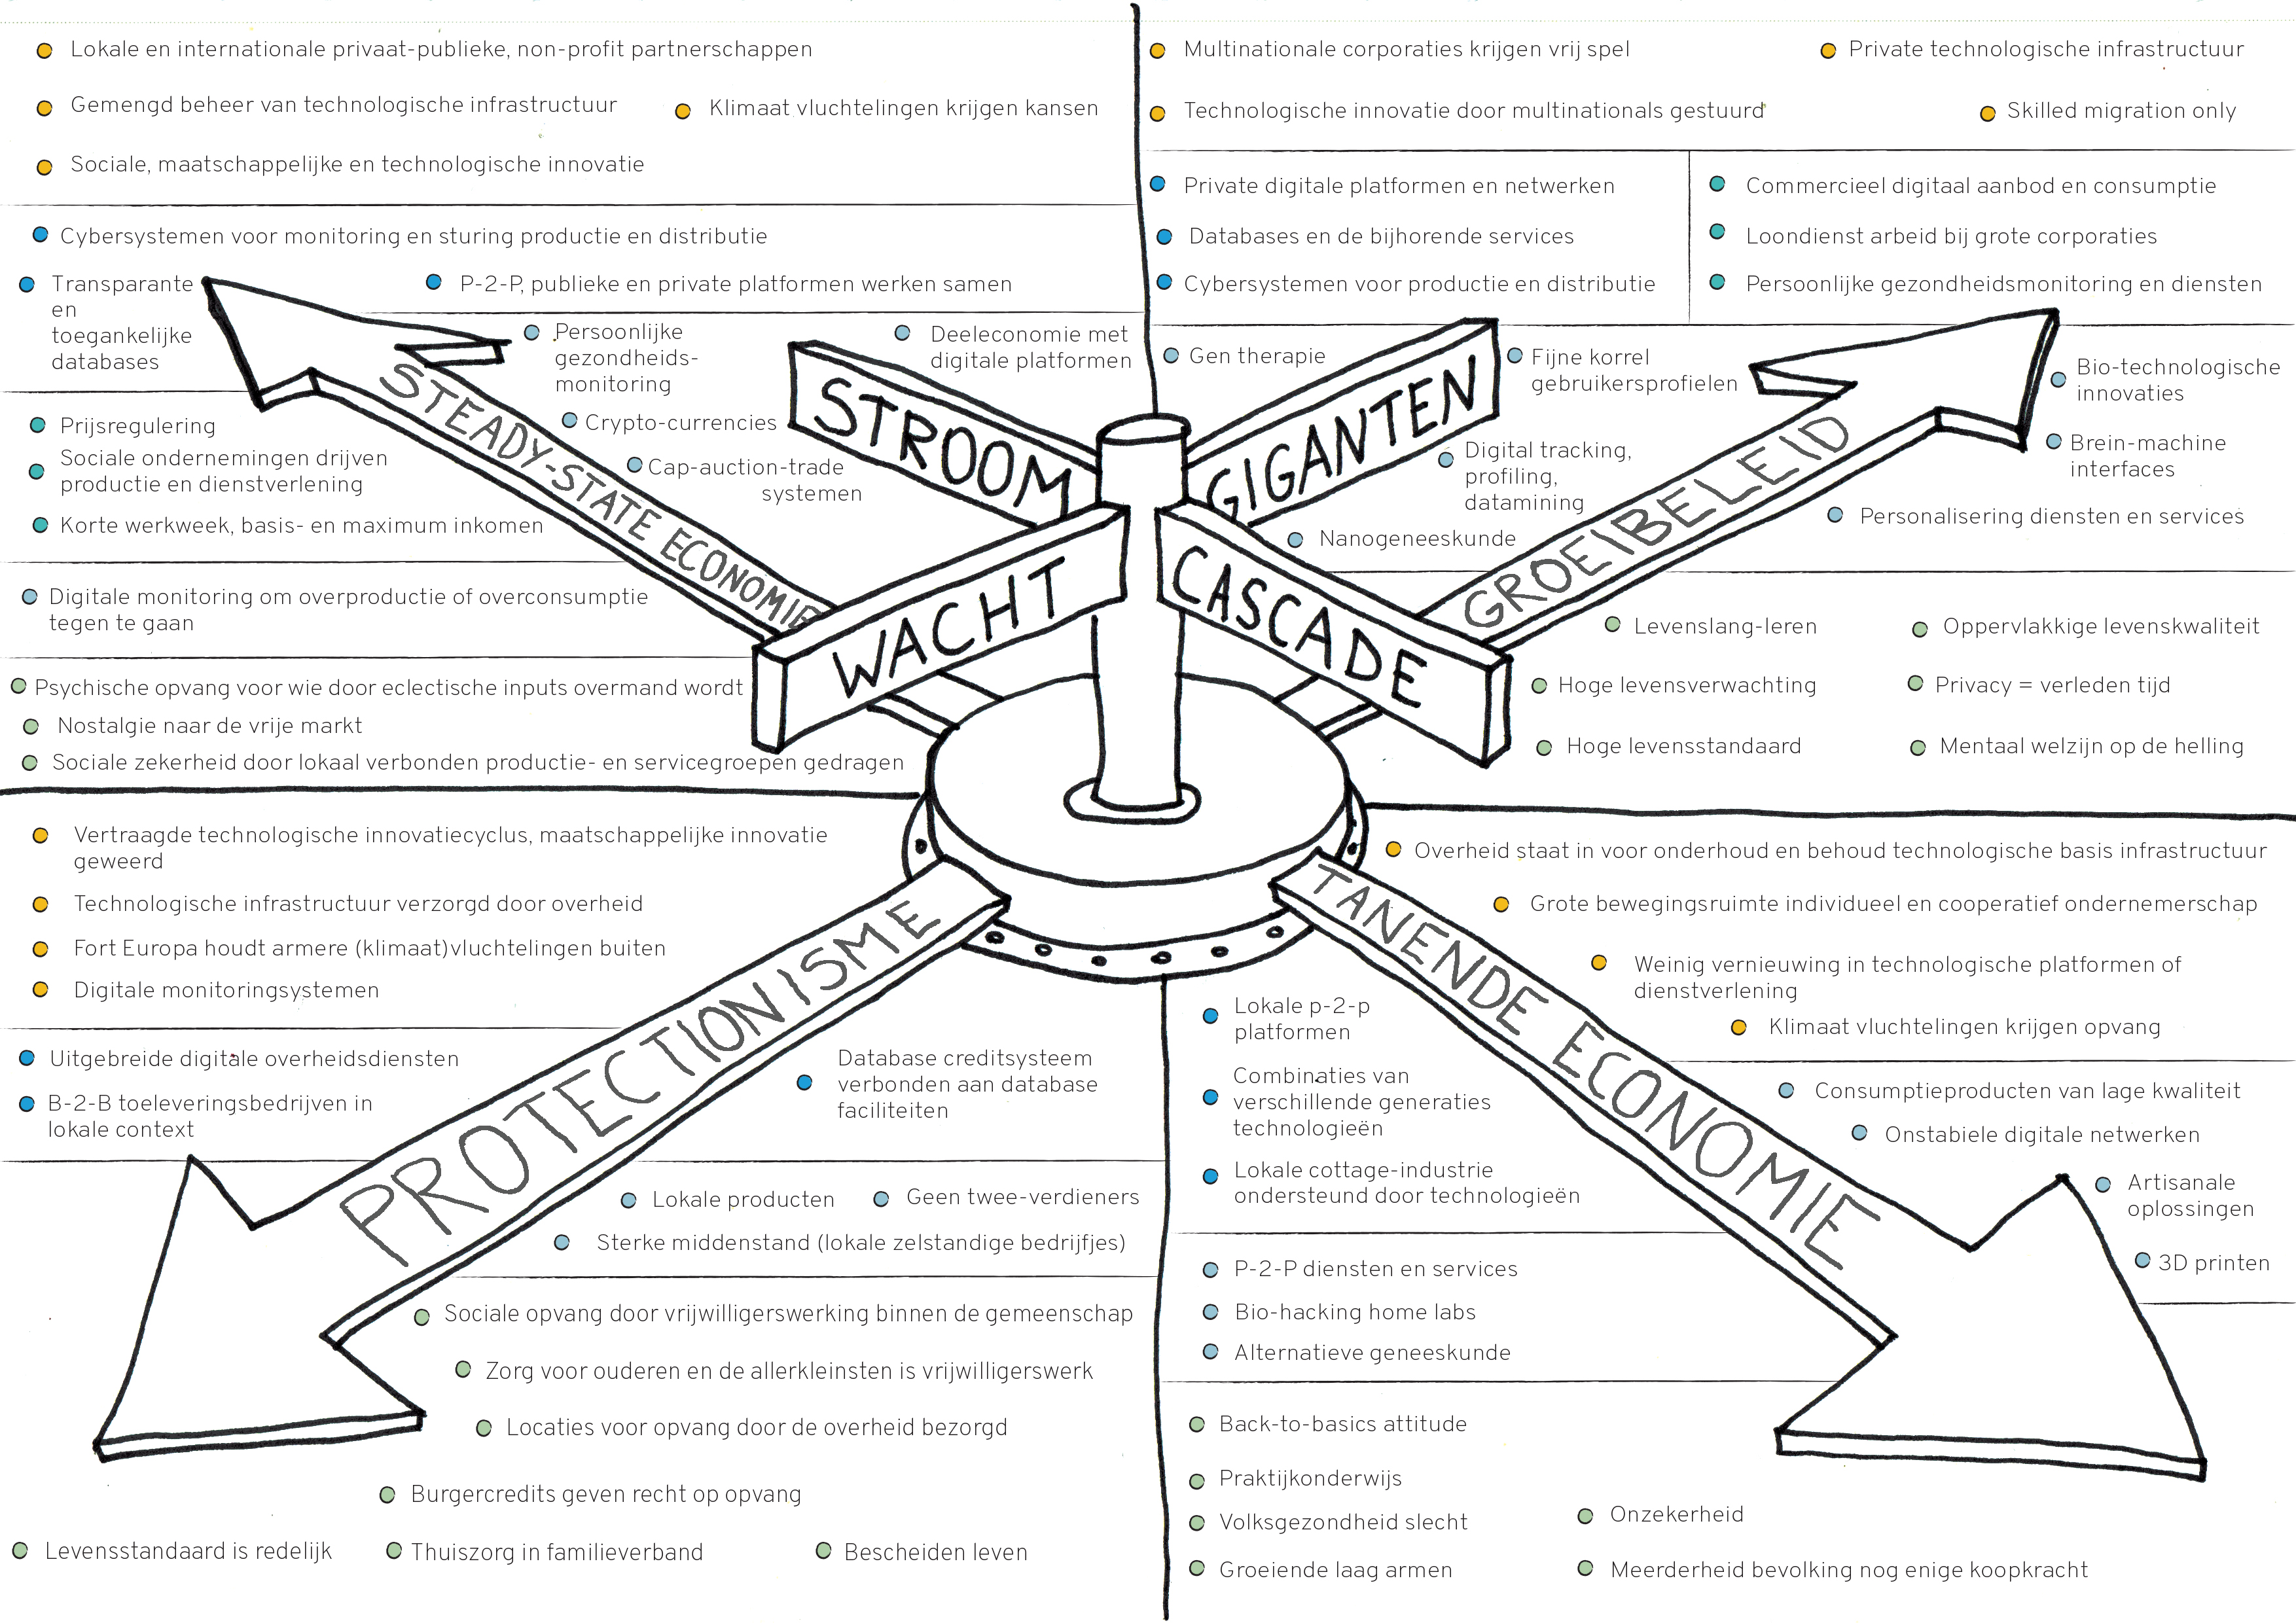 Lokale en internationale privaat-publieke, non-profit partnerschappen
Gemengd beheer van technologische infrastructuur
Klimaat vluchtelingen krijgen kansen
Sociale, maatschappelijke en technologische innovatie
Cybersystemen voor monitoring en sturing productie en distributie
Transparante
en
toegankelijke
databases
P-2-P, publieke en private platformen werken samen
Persoonlijke
gezondheids-
monitoring
Deeleconomie met
digitale platformen
Crypto-currencies
Cap-auction-trade
systemen
Prijsregulering
Sociale ondernemingen drijven
productie en dienstverlening
Korte werkweek, basis- en maximum inkomen
Digitale monitoring om overproductie of overconsumptie
tegen te gaan
Psychische opvang voor wie door eclectische inputs overmand wordt
Nostalgie naar de vrije markt
Sociale zekerheid door lokaal verbonden productie- en servicegroepen gedragen
STEADY-STATE ECONOMIE
STROOM
WACHT
Multinationale corporaties krijgen vrij spel
Private technologische infrastructuur
Technologische innovatie door multinationals gestuurd
Skilled migration only
Private digitale platformen en netwerken
Databases en de bijhorende services
Cybersystemen voor productie en distributie
Commercieel digitaal aanbod en consumptie
Loondienst arbeid bij grote corporaties
Persoonlijke gezondheidsmonitoring en diensten
Gen therapie
Fijne korrel
gebruikersprofielen
Bio-technologische
innovaties
Brein-machine
interfaces
Digital tracking,
profiling,
datamining
Personalisering diensten en services
Nanogeneeskunde
GIGANTEN
CASCADE
GROEIBELEID
Levenslang-leren
Oppervlakkige levenskwaliteit
Hoge levensverwachting
Privacy = verleden tijd
Hoge levensstandaard
Mentaal welzijn op de helling
Vertraagde technologische innovatiecyclus, maatschappelijke innovatie
geweerd
Technologische infrastructuur verzorgd door overheid
Fort Europa houdt armere (klimaat)vluchtelingen buiten
Digitale monitoringsystemen
Uitgebreide digitale overheidsdiensten
B-2-B toeleveringsbedrijven in
lokale context
Database creditsysteem
verbonden aan database
faciliteiten
PROTECTIONISME
Lokale producten
Geen twee-verdieners
Sterke middenstand (lokale zelstandige bedrijfjes)
Sociale opvang door vrijwilligerswerking binnen de gemeenschap
Zorg voor ouderen en de allerkleinsten is vrijwilligerswerk
Locaties voor opvang door de overheid bezorgd
Burgercredits geven recht op opvang
Levensstandaard is redelijk
Thuiszorg in familieverband
Bescheiden leven
Overheid staat in voor onderhoud en behoud technologische basis infrastructuur
Grote bewegingsruimte individueel en cooperatief ondernemerschap
Weinig vernieuwing in technologische platformen of
dienstverlening
Klimaat vluchtelingen krijgen opvang
TANENDE ECONOMIE
Lokale p-2-p
platformen
Combinaties van
verschillende generaties
technologieën
Lokale cottage-industrie
ondersteund door technologieën
Consumptieproducten van lage kwaliteit
Onstabiele digitale netwerken
Artisanale
oplossingen
3D printen
P-2-P diensten en services
Bio-hacking home labs
Alternatieve geneeskunde
Back-to-basics attitude
Praktijkonderwijs
Volksgezondheid slecht
Groeiende laag armen
Onzekerheid
Meerderheid bevolking nog enige koopkracht